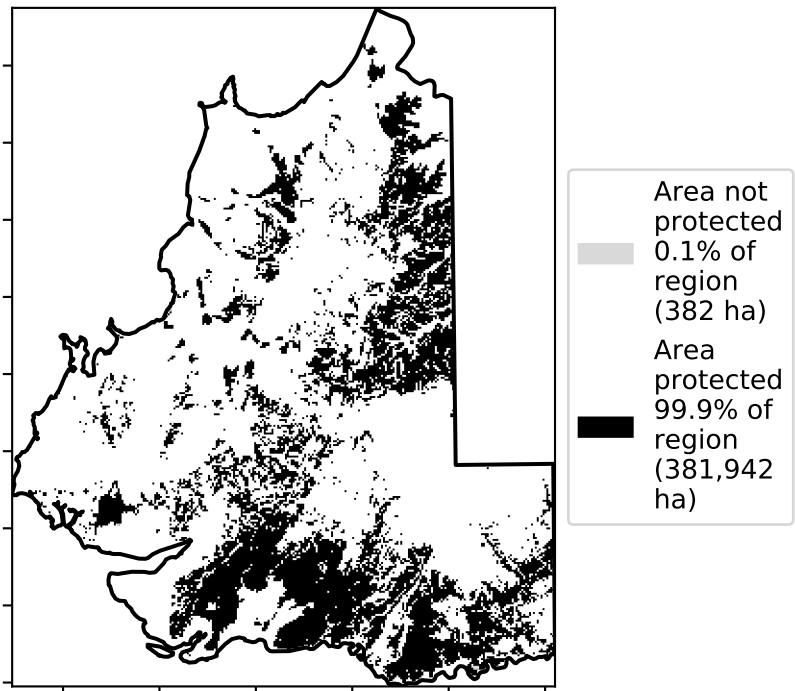 Area not
protected
0.1% of
region
(382 ha)
Area
protected
99.9% of
region
(381,942
ha)